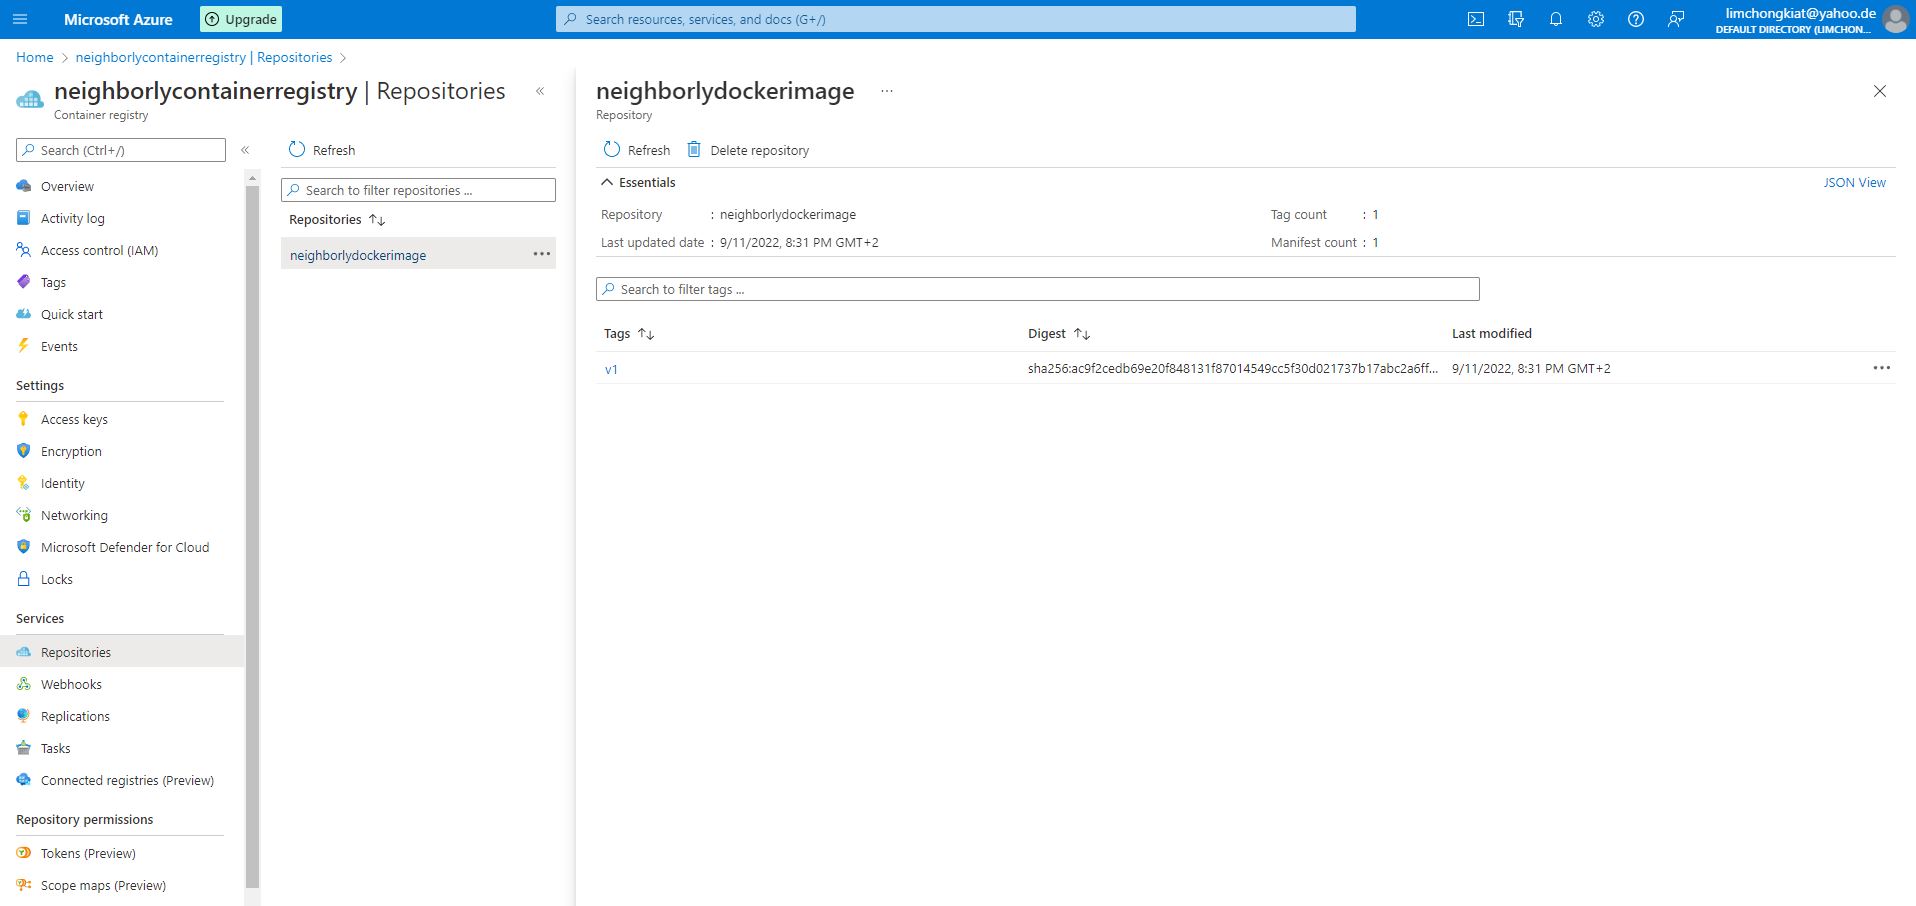 Microsoft Azure
Upgrade
Search resources, services, and docs (G+/)
limchongkiat@yahoo.de
DEFAULT DIRECTORY (LIMCHON...
Home > neighborlycontainerregistry | Repositories >
neighborlycontainerregistry | Repositories
Container registry
Search (Ctrl+/)
Overview
Activity log
Access control (IAM)
Tags
Quick start
Events
Settings
Access keys
Encryption
Identity
Networking
Microsoft Defender for Cloud
Locks
Services
Repositories
Webhooks
Replications
Tasks
Connected registries (Preview)
Repository permissions
Tokens (Preview)
Scope maps (Preview)
Refresh
Search to filter repositories ...
Repositories
neighborlydockerimage
neighborlydockerimage
Repository
Refresh
Delete repository
Essentials
JSON View
Repository : neighborlydockerimage
Tag count : 1
Last updated date : 9/11/2022, 8:31 PM GMT+2
Manifest count : 1
Search to filter tags ...
Tags Digest Last modified
v1 sha256:ac9f2cedb69e20f848131f87014549cc5f30d021737b17abc2a6ff... 9/11/2022, 8:31 PM GMT+2